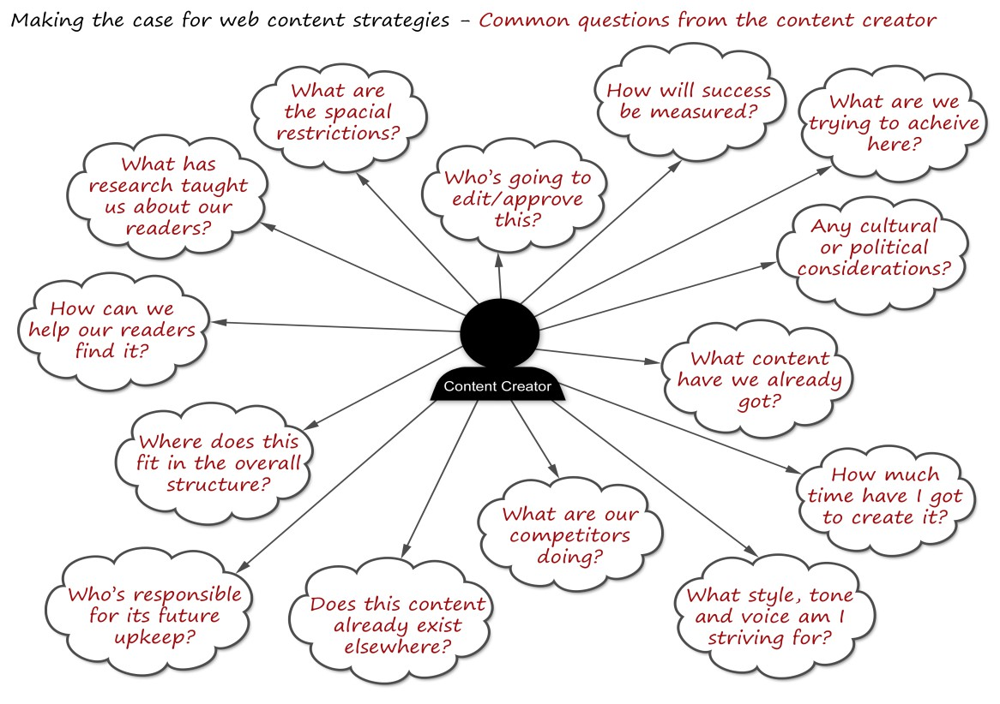 Making the case for web content strategies - Common questions from the content creator
What are
the spacial
restrictions?
How will success
be measured?
What are we
trying to acheive
here?
What has
research taught
us about our
readers?
Who's going to
edit/approve
this?
Any cultural
or political
considerations?
How can we
help our readers
find it?
What content
have we already
got?
Content Creator
Where does this
fit in the overall
structure?
How much
time have I got
to create it?
What are our
competitors
doing?
Who's responsible
for its future
upkeep?
Does this content
already exist
elsewhere?
What style, tone
and voice am I
striving for?